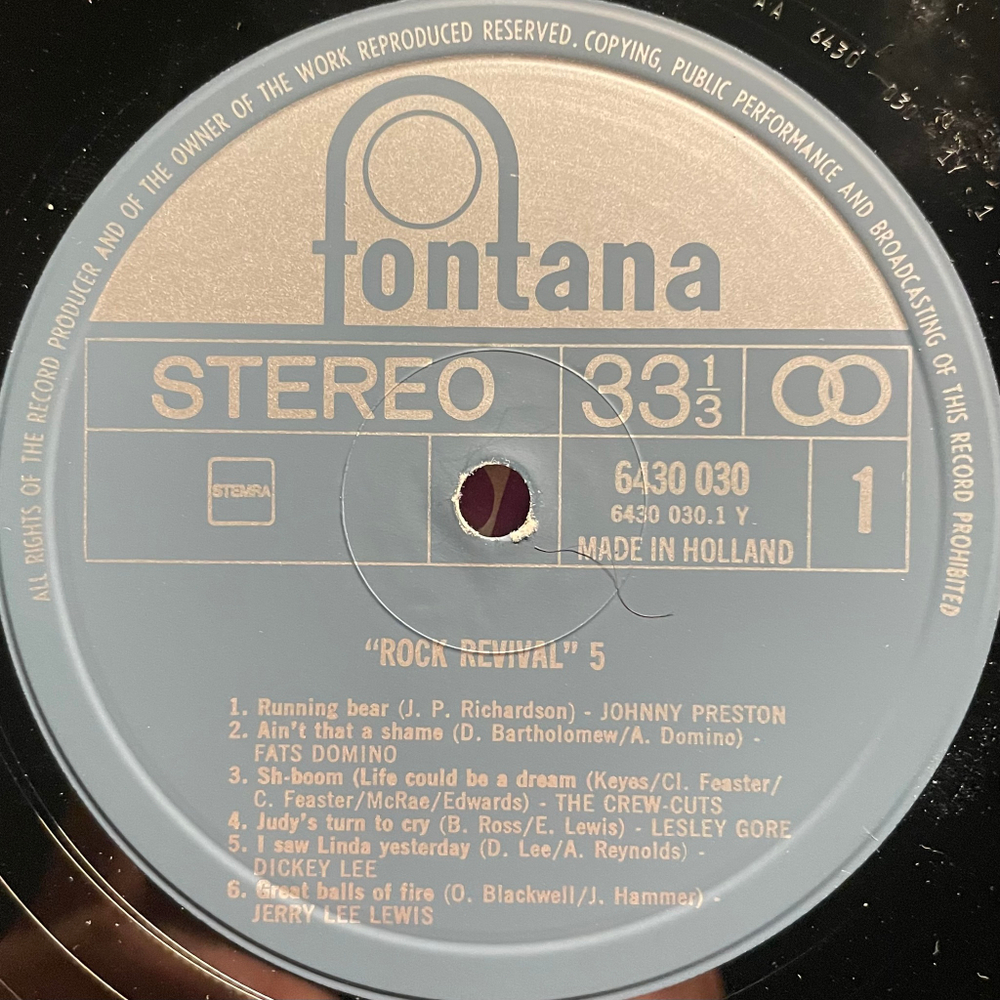 ALL RIGHTS OF THE RECORD PRODUCER AND OF THE OWNER OF THE WORK REPRODUCED RESERVED. COPYING, PUBLIC PERFORMANCE AND BROADCASTING OF THIS RECORD PROHIBITED
AA 6430
fontana
STEREO
33 1/3
STEMRA
6430 030
6430 030.1 Y
MADE IN HOLLAND
1
“ROCK REVIVAL” 5
1. Running bear (J. P. Richardson) - JOHNNY PRESTON
2. Ain't that a shame (D. Bartholomew/A. Domino) -
FATS DOMINO
3. Sh-boom (Life could be a dream (Keyes/Cl. Feaster/
C. Feaster/McRae/Edwards) - THE CREW-CUTS
4. Judy's turn to cry (B. Ross/E. Lewis) - LESLEY GORE
5. I saw Linda yesterday (D. Lee/A. Reynolds) -
DICKEY LEE
6. Great balls of fire (O. Blackwell/J. Hammer) -
JERRY LEE LEWIS